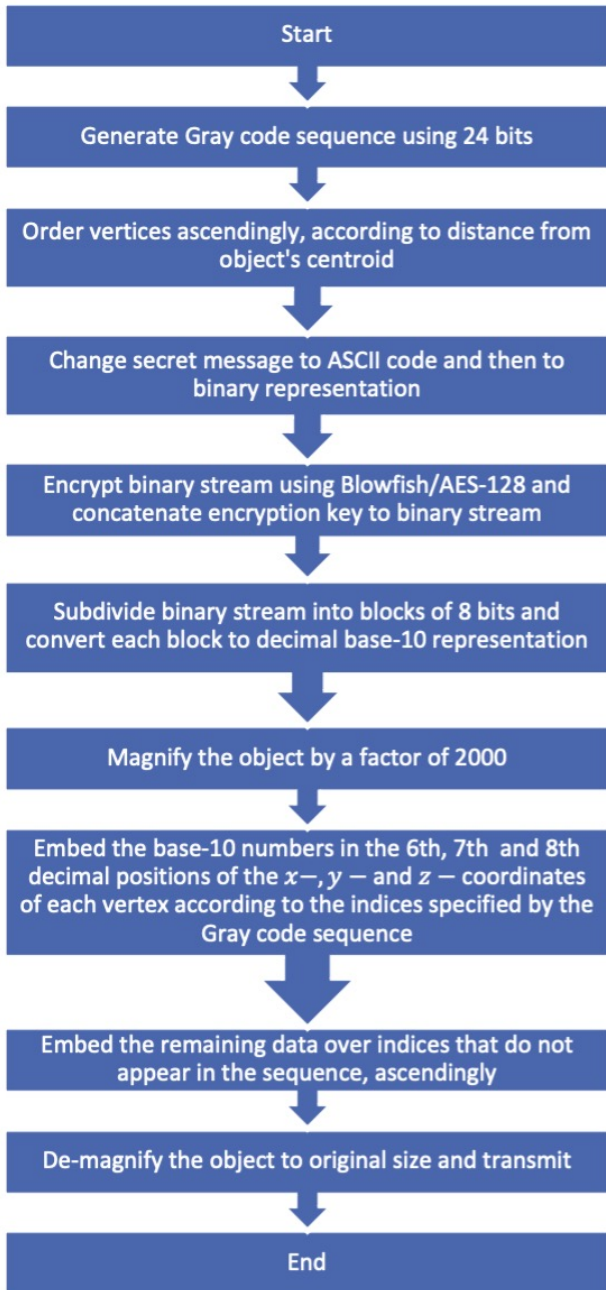 Start
Generate Gray code sequence using 24 bits
Order vertices ascendingly, according to distance from
object's centroid
Change secret message to ASCII code and then to
binary representation
Encrypt binary stream using Blowfish/AES-128 and
concatenate encryption key to binary stream
Subdivide binary stream into blocks of 8 bits and
convert each block to decimal base-10 representation
Magnify the object by a factor of 2000
Embed the base-10 numbers in the 6th, 7th and 8th
decimal positions of the x−, y − and z − coordinates
of each vertex according to the indices specified by the
Gray code sequence
Embed the remaining data over indices that do not
appear in the sequence, ascendingly
De-magnify the object to original size and transmit
End